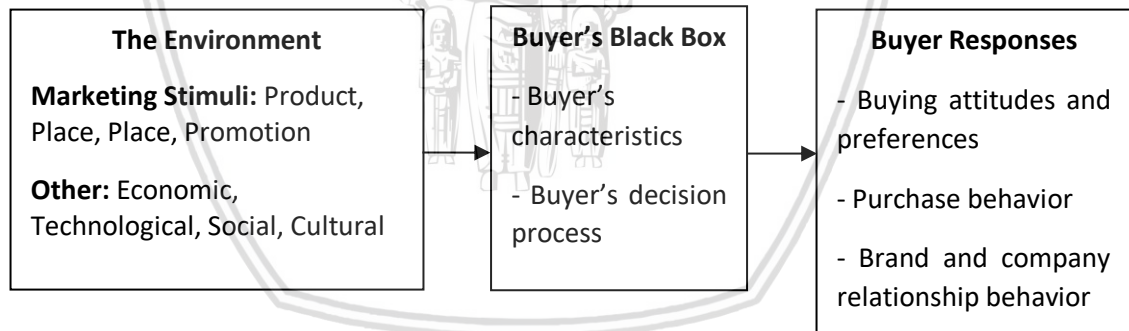 The Environment
Marketing Stimuli: Product,
Place, Place, Promotion
Other: Economic,
Technological, Social, Cultural
Buyer’s Black Box
- Buyer’s
characteristics
- Buyer’s decision
process
Buyer Responses
- Buying attitudes and
preferences
- Purchase behavior
- Brand and company
relationship behavior